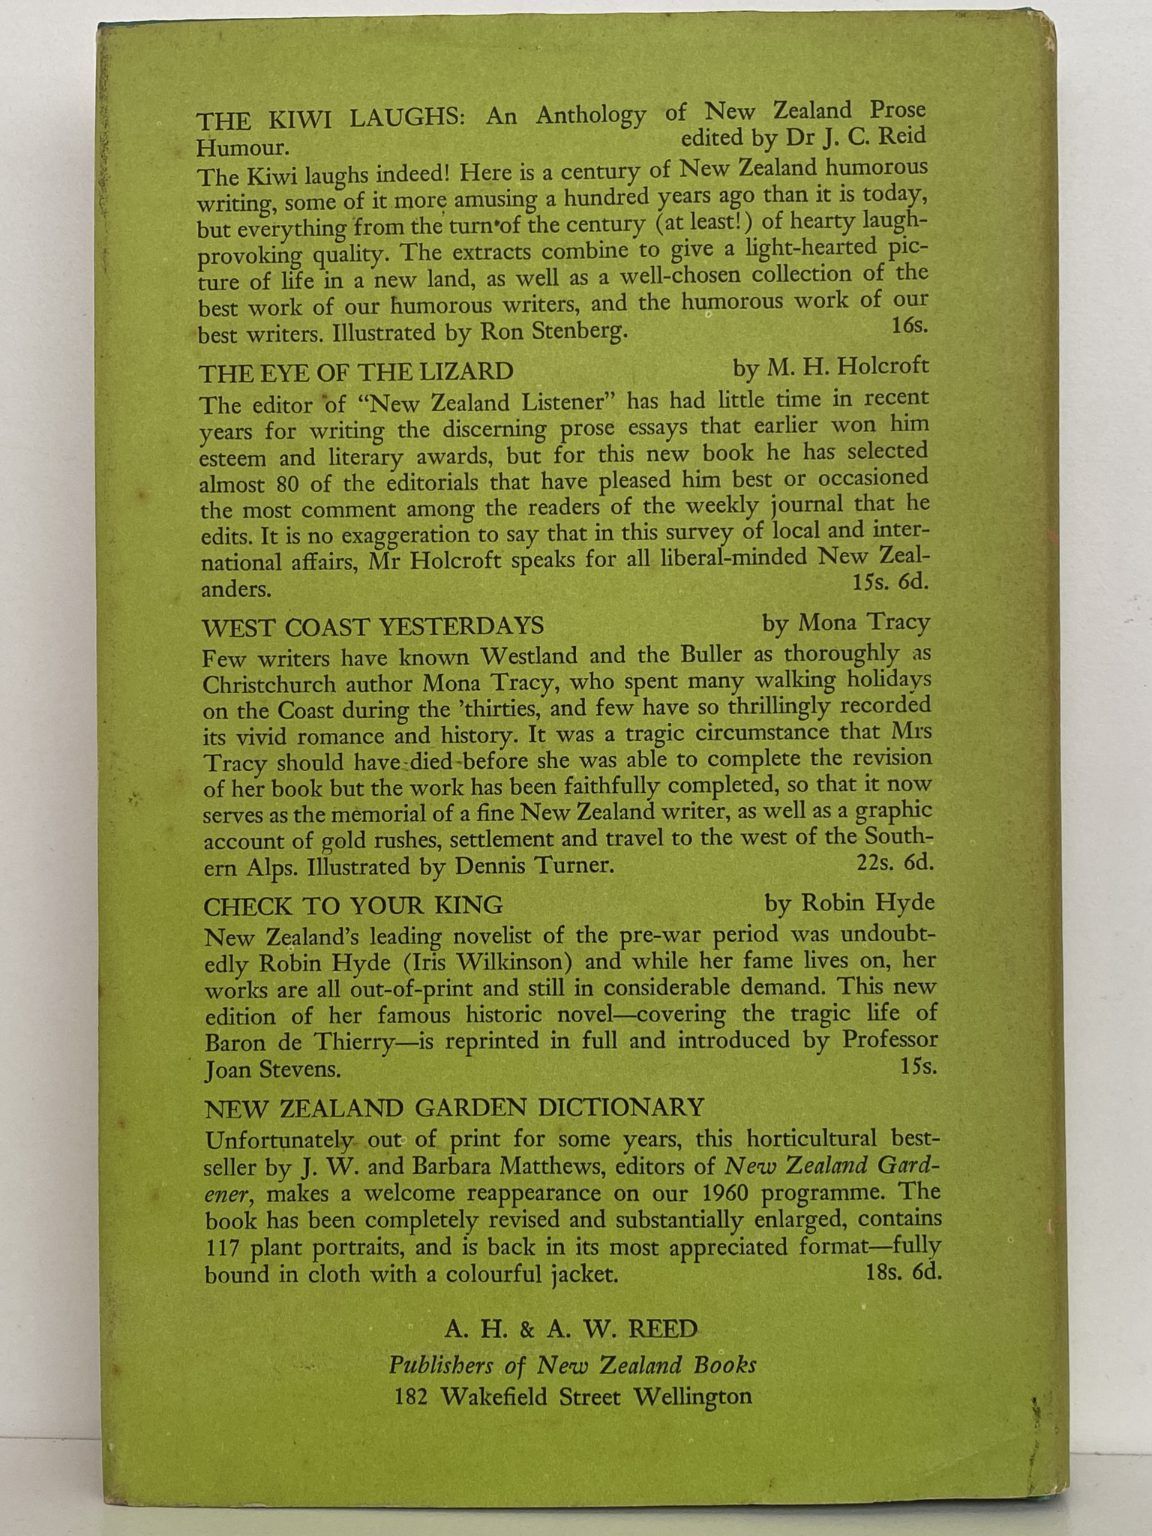 THE KIWI LAUGHS: An Anthology of New Zealand Prose
Humour. edited by Dr J. C. Reid
The Kiwi laughs indeed! Here is a century of New Zealand humorous
writing, some of it more amusing a hundred years ago than it is today,
but everything from the turn of the century (at least!) of hearty laugh-
provoking quality. The extracts combine to give a light-hearted pic-
ture of life in a new land, as well as a well-chosen collection of the
best work of our humorous writers, and the humorous work of our
best writers. Illustrated by Ron Stenberg. 16s.
THE EYE OF THE LIZARD by M. H. Holcroft
The editor of “New Zealand Listener” has had little time in recent
years for writing the discerning prose essays that earlier won him
esteem and literary awards, but for this new book he has selected
almost 80 of the editorials that have pleased him best or occasioned
the most comment among the readers of the weekly journal that he
edits. It is no exaggeration to say that in this survey of local and inter-
national affairs, Mr Holcroft speaks for all liberal-minded New Zeal-
anders. 15s. 6d.
WEST COAST YESTERDAYS by Mona Tracy
Few writers have known Westland and the Buller as thoroughly as
Christchurch author Mona Tracy, who spent many walking holidays
on the Coast during the ’thirties, and few have so thrillingly recorded
its vivid romance and history. It was a tragic circumstance that Mrs
Tracy should have died before she was able to complete the revision
of her book but the work has been faithfully completed, so that it now
serves as the memorial of a fine New Zealand writer, as well as a graphic
account of gold rushes, settlement and travel to the west of the South-
ern Alps. Illustrated by Dennis Turner. 22s. 6d.
CHECK TO YOUR KING by Robin Hyde
New Zealand’s leading novelist of the pre-war period was undoubt-
edly Robin Hyde (Iris Wilkinson) and while her fame lives on, her
works are all out-of-print and still in considerable demand. This new
edition of her famous historic novel—covering the tragic life of
Baron de Thierry—is reprinted in full and introduced by Professor
Joan Stevens. 15s.
NEW ZEALAND GARDEN DICTIONARY
Unfortunately out of print for some years, this horticultural best-
seller by J. W. and Barbara Matthews, editors of New Zealand Gard-
ener, makes a welcome reappearance on our 1960 programme. The
book has been completely revised and substantially enlarged, contains
117 plant portraits, and is back in its most appreciated format—fully
bound in cloth with a colourful jacket. 18s. 6d.
A. H. & A. W. REED
Publishers of New Zealand Books
182 Wakefield Street Wellington